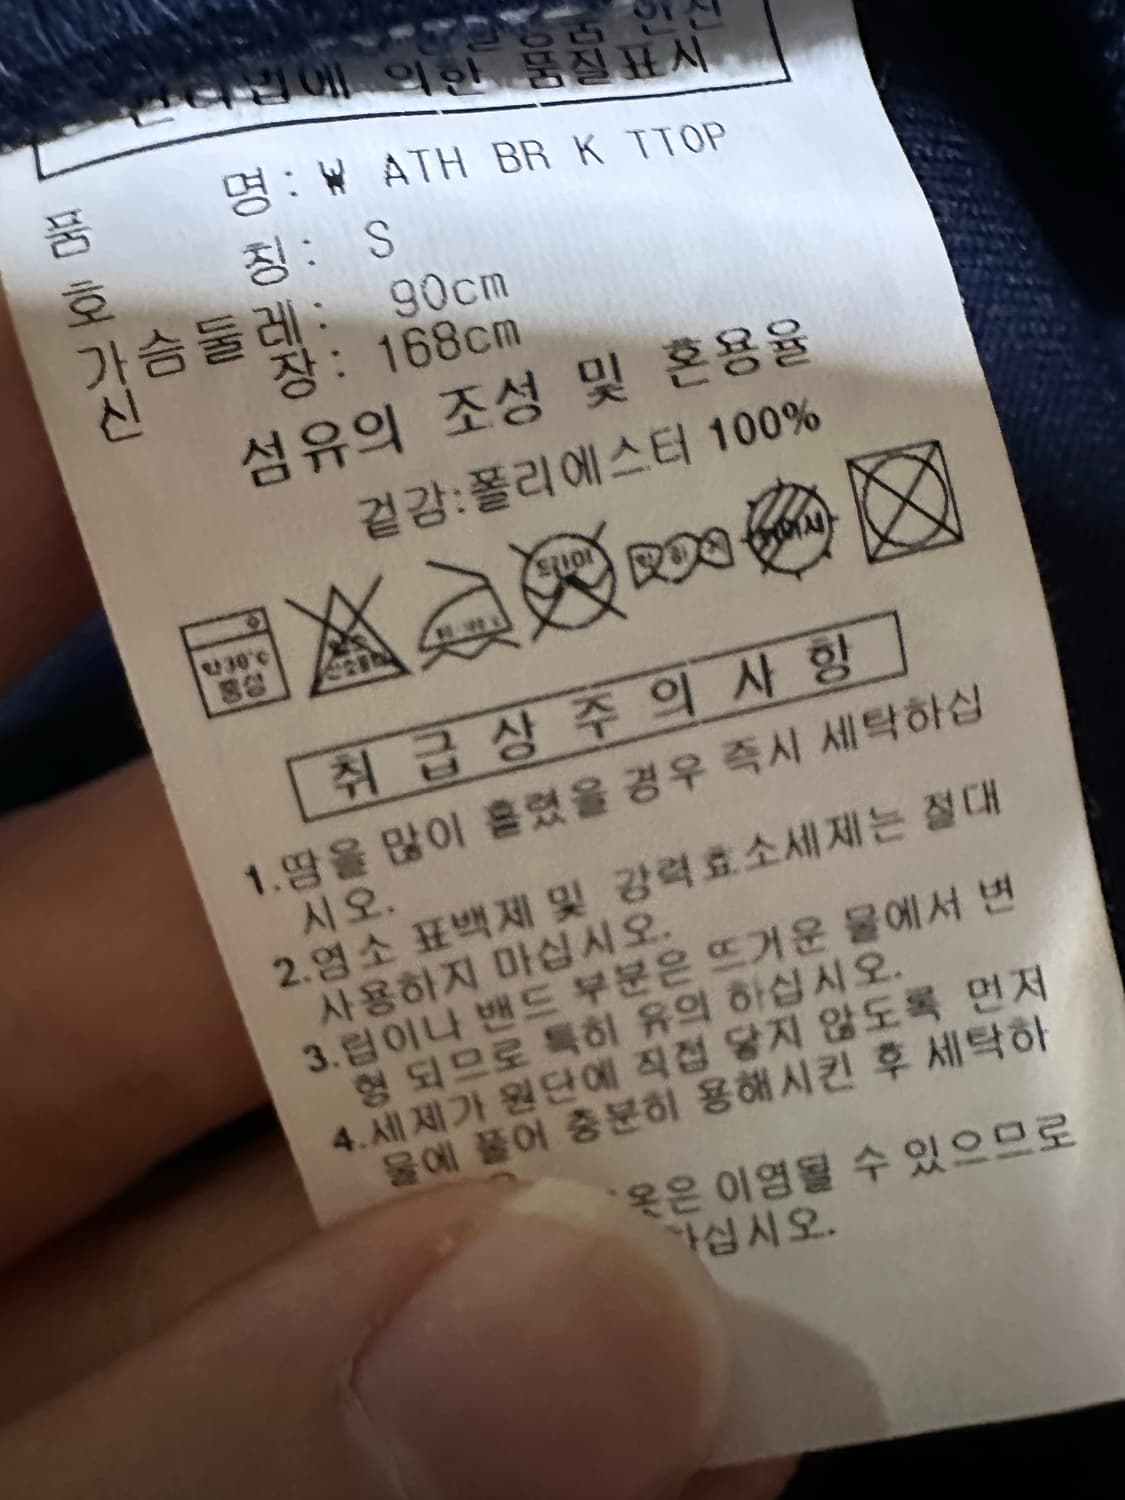 의한 품질표시
품 명: W ATH BR K TTOP
호 칭: S
가슴둘레: 90cm
신 장: 168cm
섬유의 조성 및 혼용율
겉감:폴리에스터 100%
약30℃
중성
드라이
취급상주의사항
1.땀을 많이 흘렸을 경우 즉시 세탁하십
시오.
2.염소 표백제 및 강력효소세제는 절대
사용하지 마십시오.
3.립이나 밴드 부분은 뜨거운 물에서 변
형 되므로 특히 유의 하십시오.
4.세제가 원단에 직접 닿지 않도록 먼저
물에 풀어 충분히 용해시킨 후 세탁하
옷은 이염될 수 있으므로
하십시오.